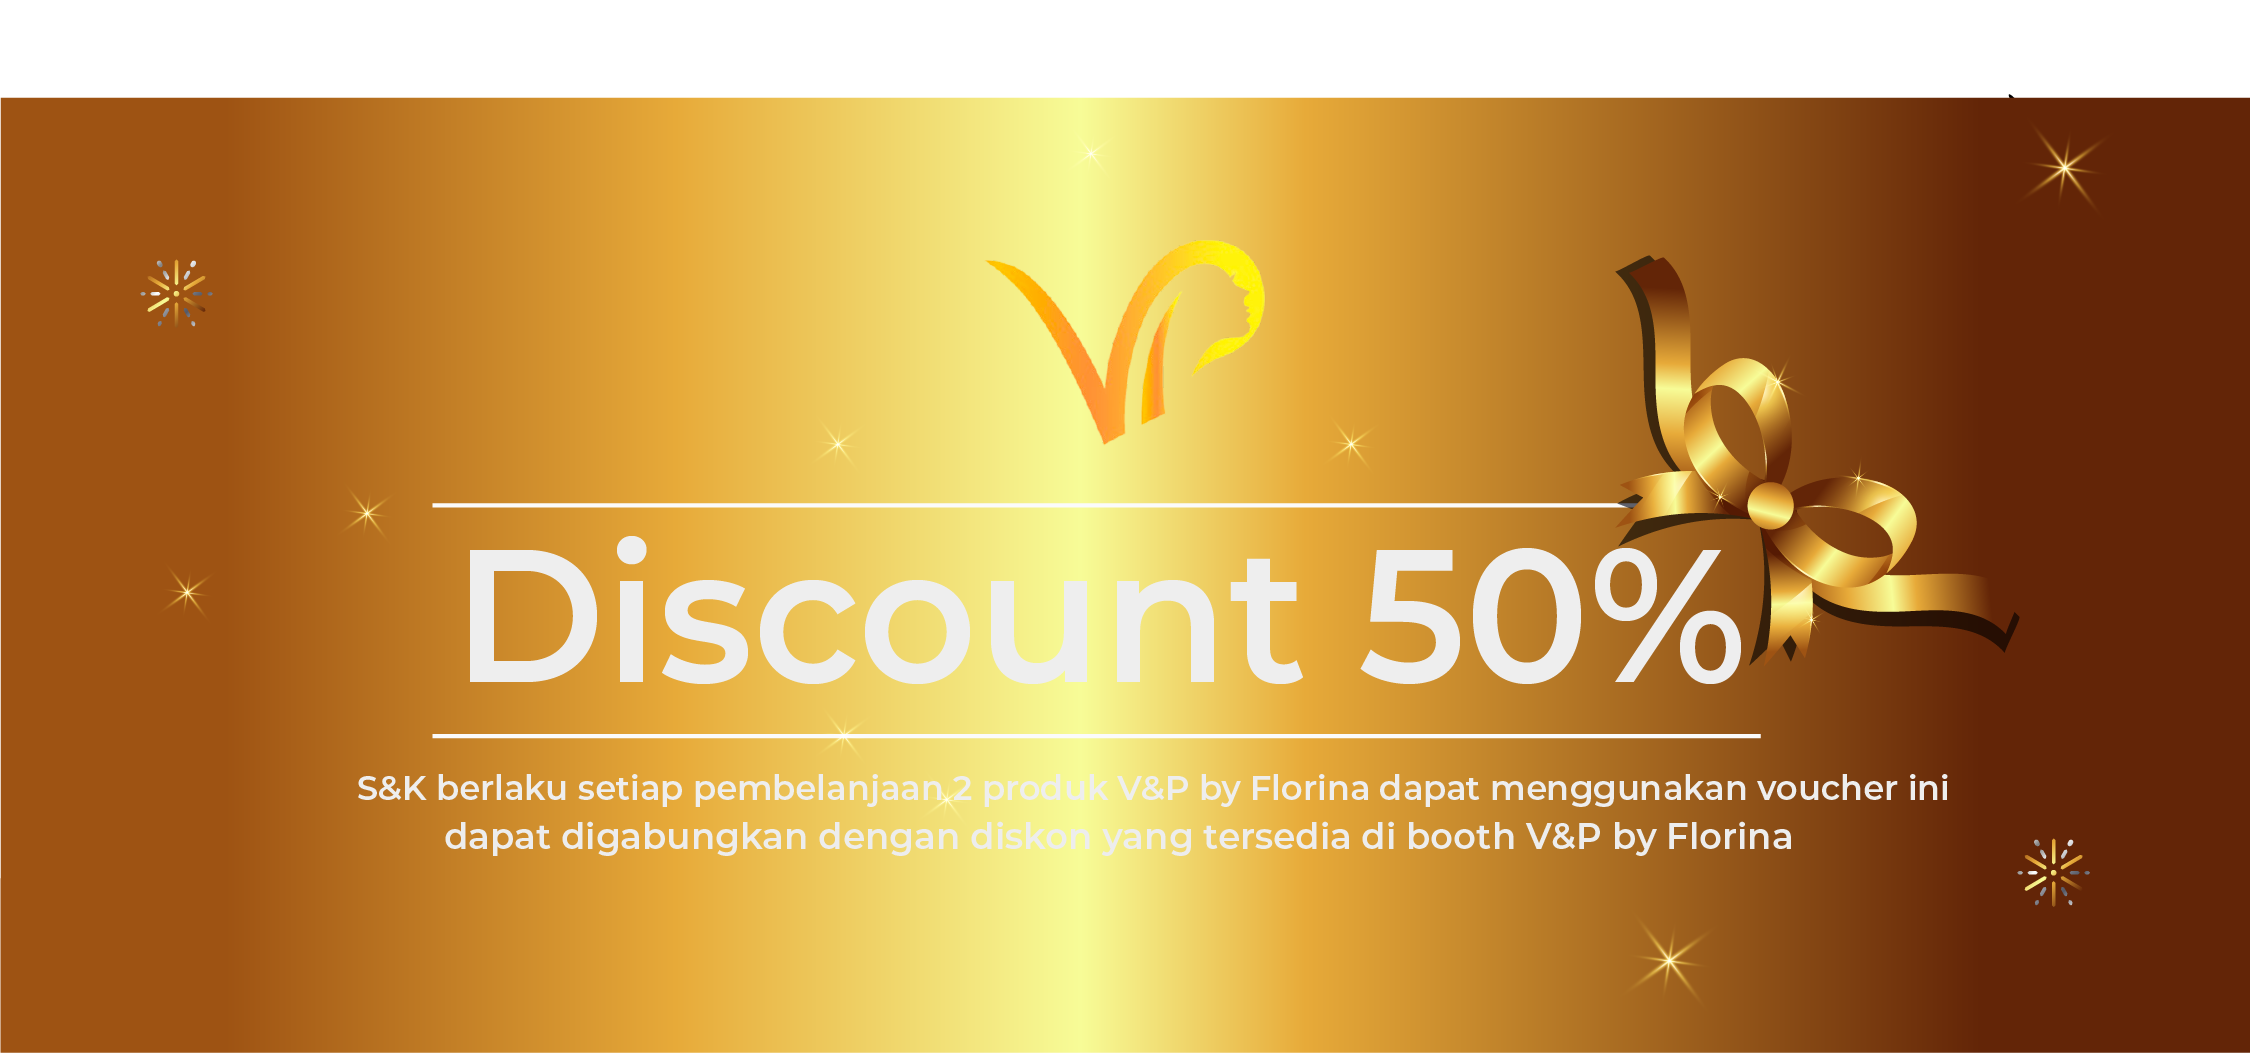 VP
Discount 50%
S&K berlaku setiap pembelanjaan 2 produk V&P by Florina dapat menggunakan voucher ini
dapat digabungkan dengan diskon yang tersedia di booth V&P by Florina